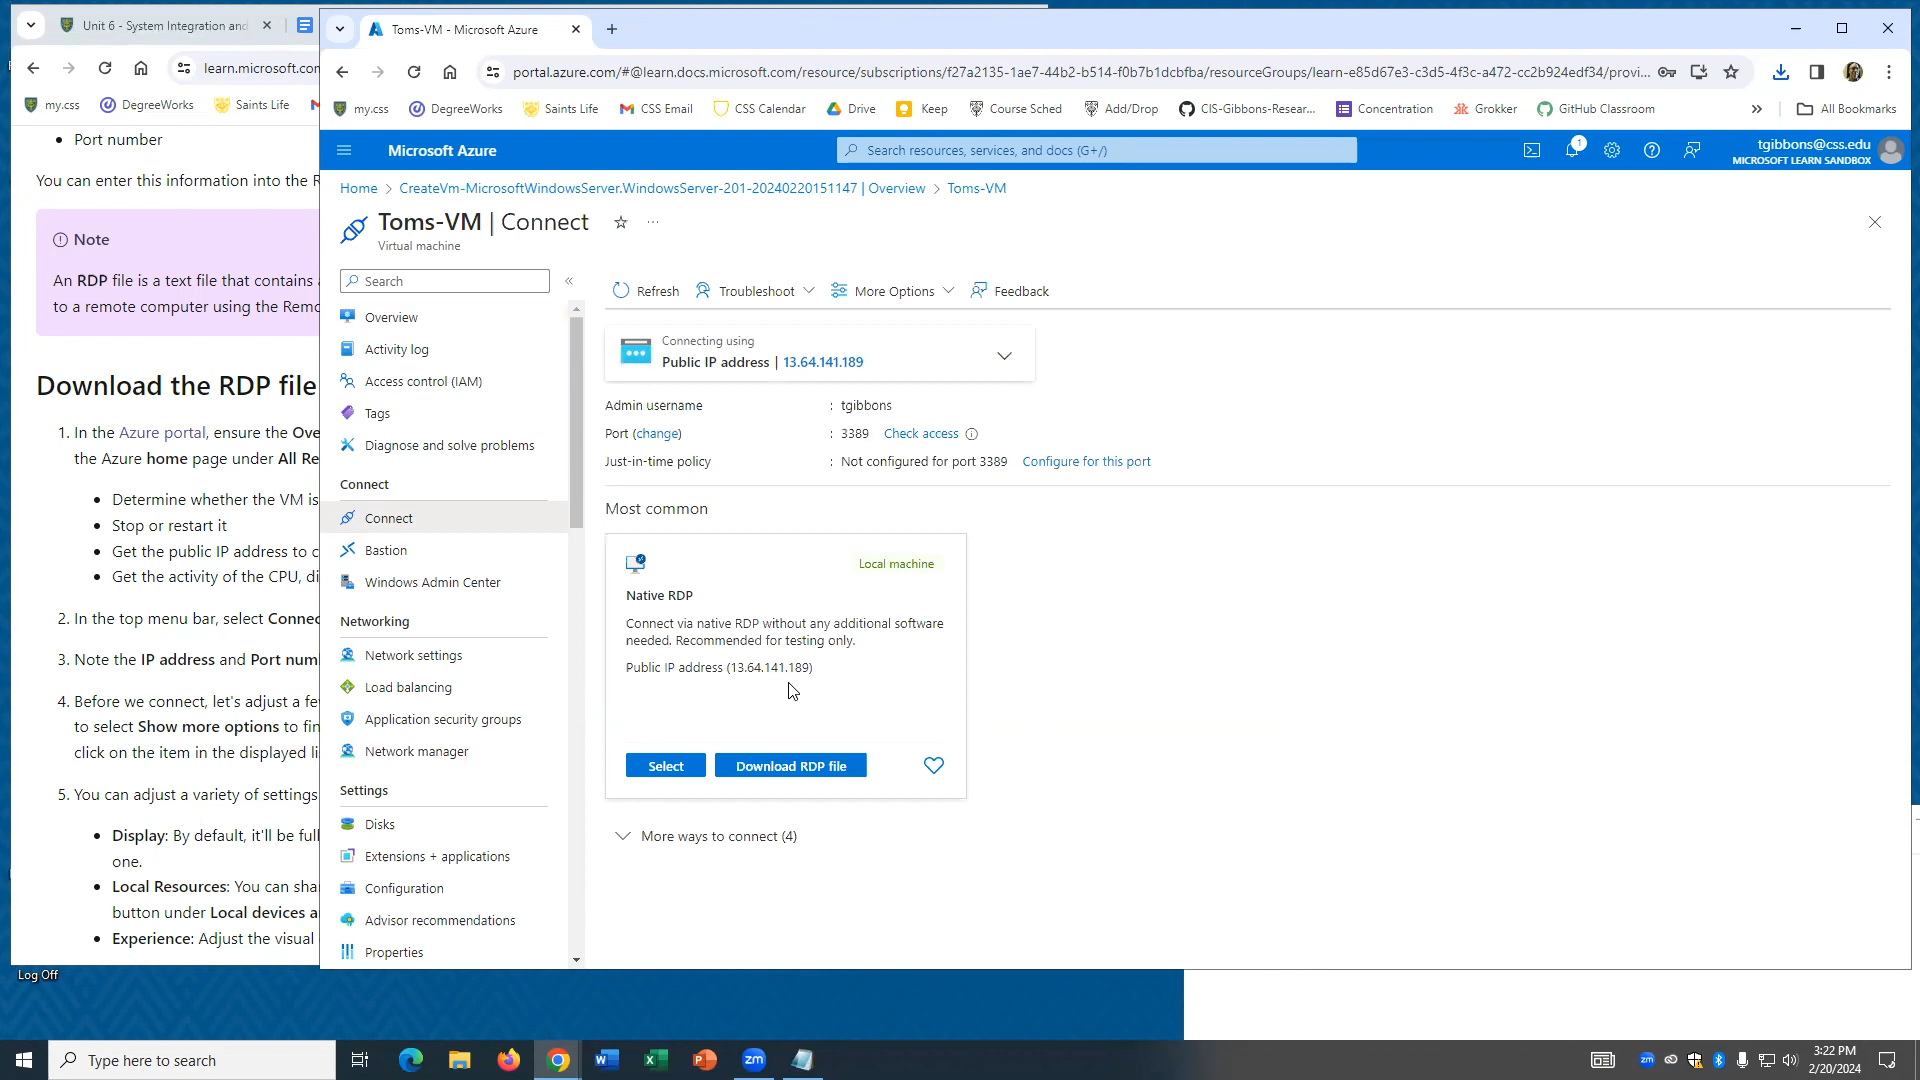 Unit 6 - System Integration and
Toms-VM - Microsoft Azure
learn.microsoft.com
portal.azure.com/#@learn.docs.microsoft.com/resource/subscriptions/f27a2135-1ae7-44b2-b514-f0b7b1dcbfba/resourceGroups/learn-e85d67e3-c3d5-4f3c-a472-cc2b924edf34/provi...
my.css
DegreeWorks
Saints Life
my.css
DegreeWorks
Saints Life
CSS Email
CSS Calendar
Drive
Keep
Course Sched
Add/Drop
CIS-Gibbons-Resear...
Concentration
Grokker
GitHub Classroom
»
All Bookmarks
• Port number
You can enter this information into the R
Note
An RDP file is a text file that contains
to a remote computer using the Remo
Download the RDP file
1. In the Azure portal, ensure the Ove
the Azure home page under All Re
• Determine whether the VM is
• Stop or restart it
• Get the public IP address to c
• Get the activity of the CPU, di
2. In the top menu bar, select Connec
3. Note the IP address and Port num
4. Before we connect, let's adjust a fe
to select Show more options to fin
click on the item in the displayed li
5. You can adjust a variety of settings
• Display: By default, it'll be full
one.
• Local Resources: You can sha
button under Local devices a
• Experience: Adjust the visual
Log Off
Microsoft Azure
Search resources, services, and docs (G+/)
1
tgibbons@css.edu
MICROSOFT LEARN SANDBOX
Home > CreateVm-MicrosoftWindowsServer.WindowsServer-201-20240220151147 | Overview > Toms-VM
Toms-VM | Connect
Virtual machine
Search
«
Overview
Activity log
Access control (IAM)
Tags
Diagnose and solve problems
Connect
Connect
Bastion
Windows Admin Center
Networking
Network settings
Load balancing
Application security groups
Network manager
Settings
Disks
Extensions + applications
Configuration
Advisor recommendations
Properties
Refresh
Troubleshoot
More Options
Feedback
Connecting using
Public IP address | 13.64.141.189
Admin username : tgibbons
Port (change) : 3389 Check access
Just-in-time policy : Not configured for port 3389 Configure for this port
Most common
Local machine
Native RDP
Connect via native RDP without any additional software
needed. Recommended for testing only.
Public IP address (13.64.141.189)
Select
Download RDP file
More ways to connect (4)
Type here to search
zm
zm
3:22 PM
2/20/2024